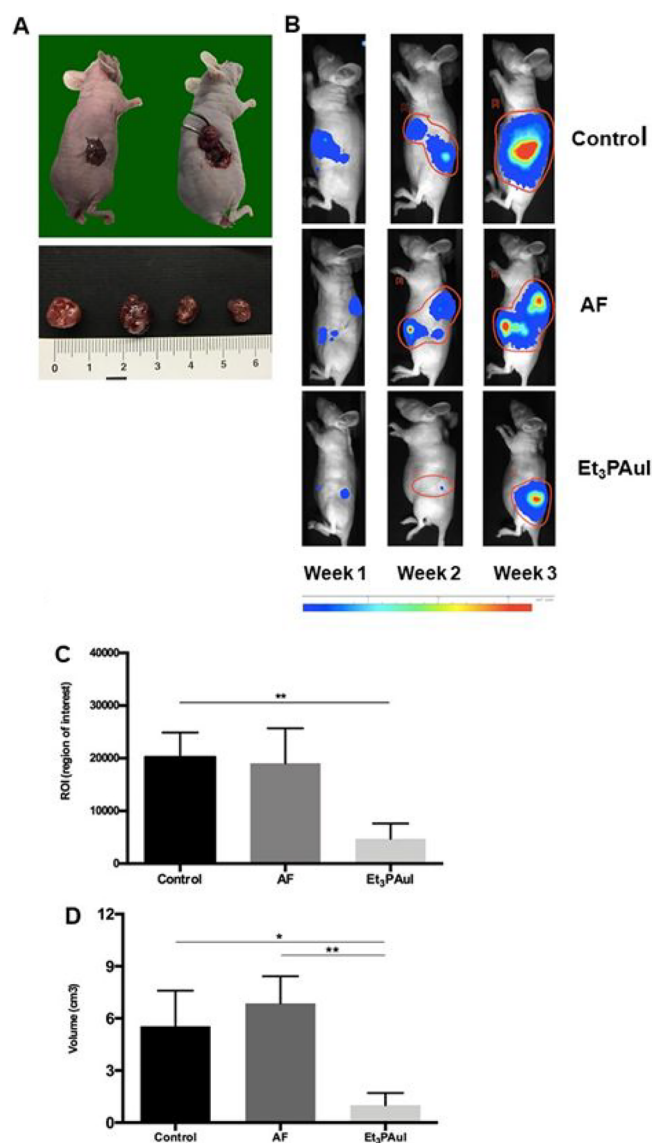 A
B
Control
0 1 2 3 4 5 6
AF
Et₃PAuI
Week 1 Week 2 Week 3
C
40000
30000
20000
10000
0
ROI (region of interest)
**
Control AF Et₃PAuI
D
12
9
6
3
0
Volume (cm3)
*
**
Control AF Et₃PAuI